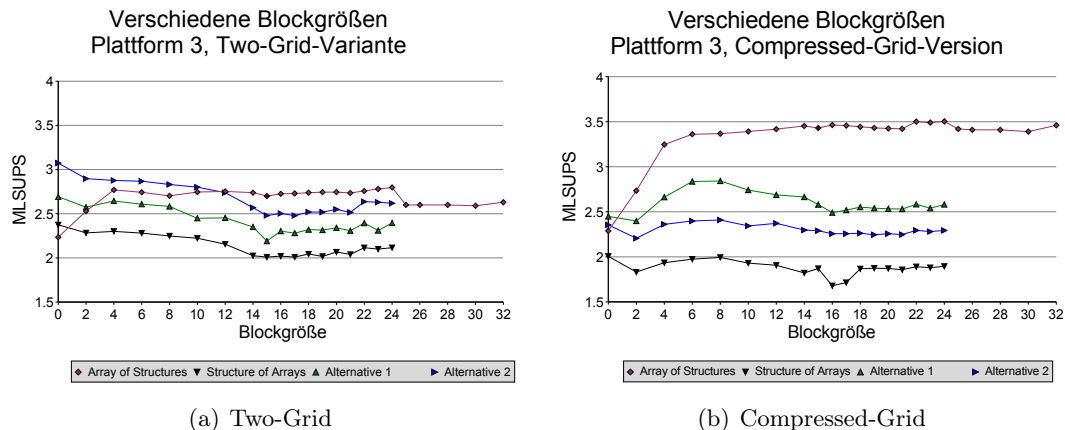 Verschiedene Blockgrößen
Plattform 3, Two-Grid-Variante
4
3.5
3
2.5
2
1.5
MLSUPS
0 2 4 6 8 10 12 14 16 18 20 22 24 26 28 30 32
Blockgröße
Array of Structures Structure of Arrays Alternative 1 Alternative 2
(a) Two-Grid
Verschiedene Blockgrößen
Plattform 3, Compressed-Grid-Version
4
3.5
3
2.5
2
1.5
MLSUPS
0 2 4 6 8 10 12 14 16 18 20 22 24 26 28 30 32
Blockgröße
Array of Structures Structure of Arrays Alternative 1 Alternative 2
(b) Compressed-Grid